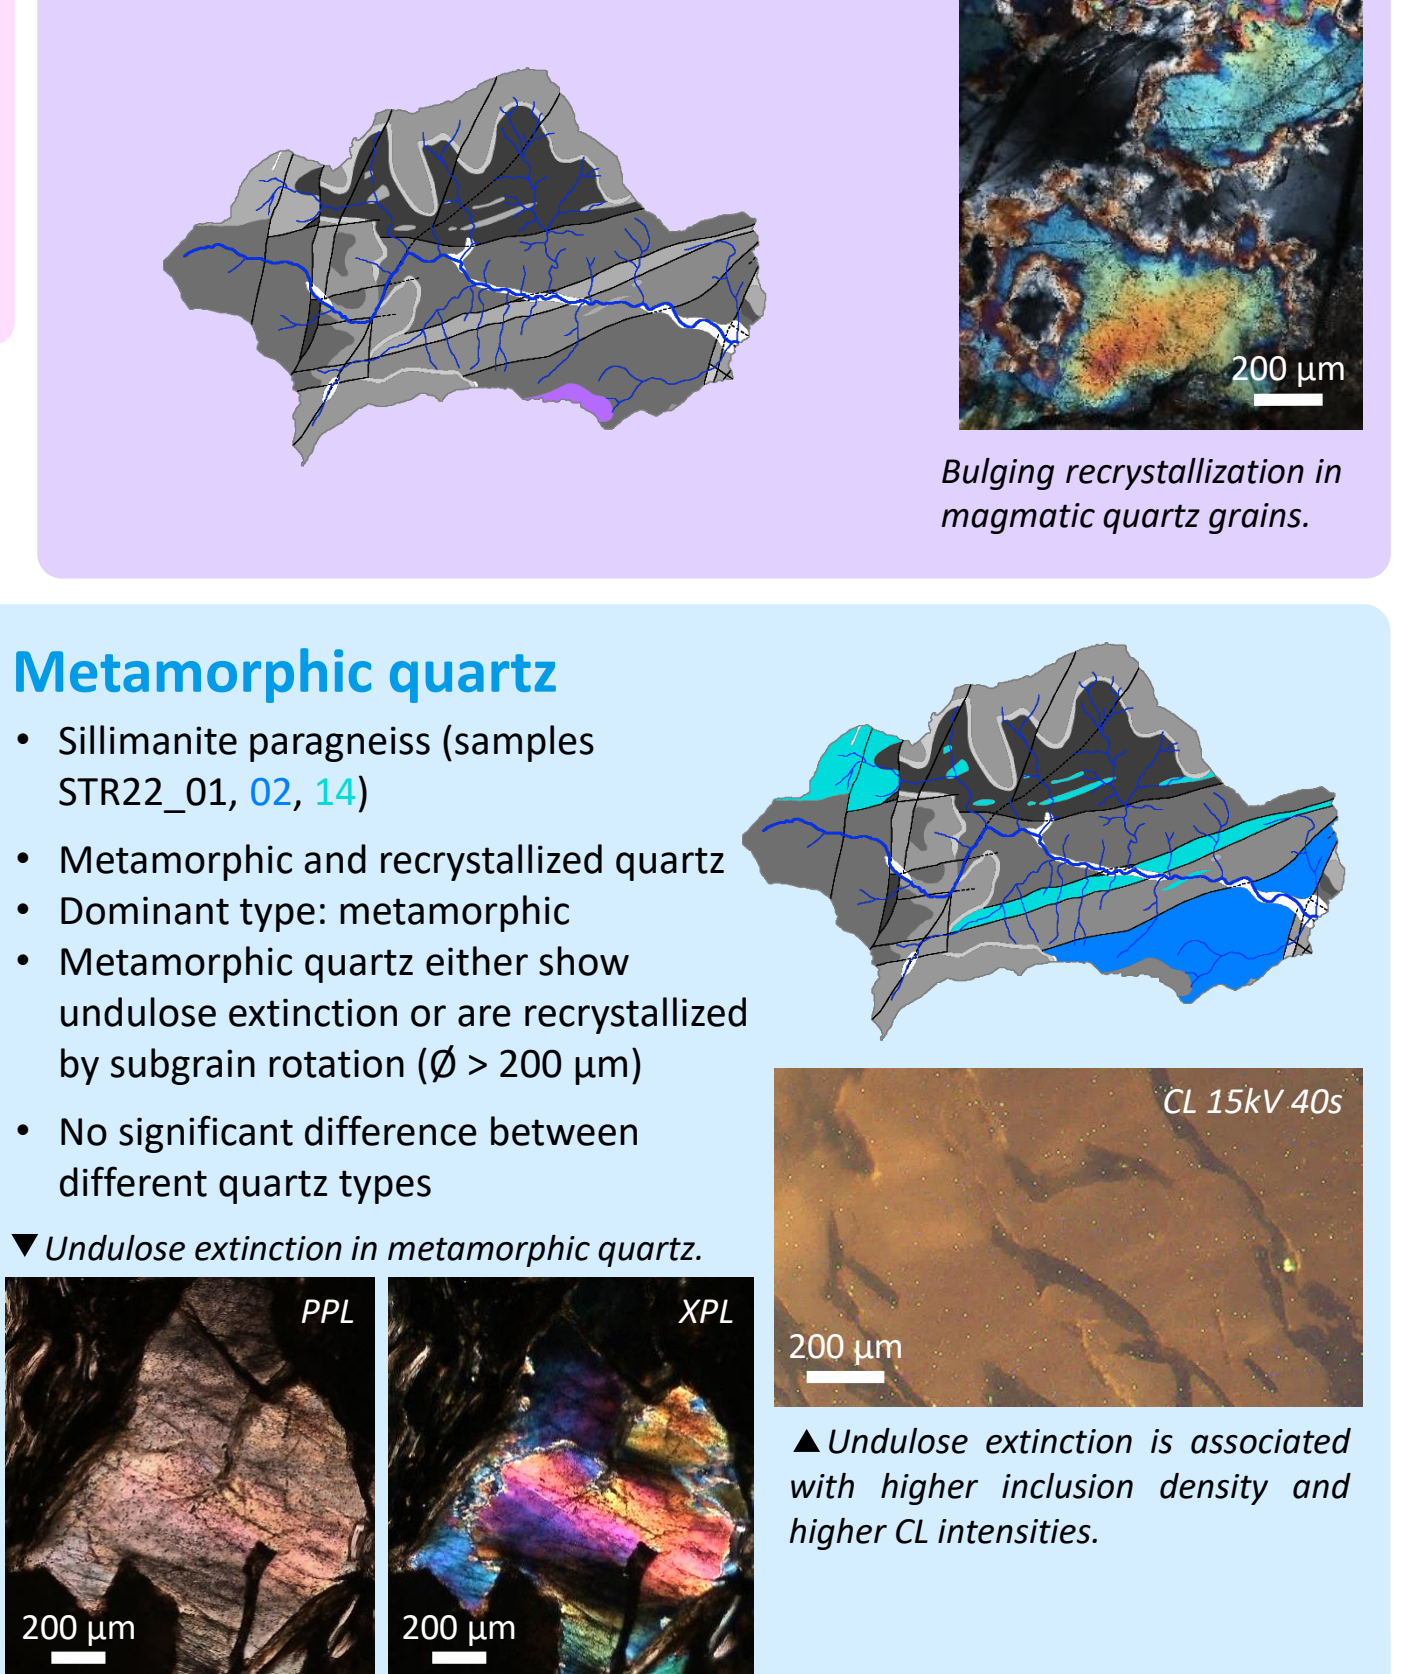 200 µm
Bulging recrystallization in
magmatic quartz grains.
Metamorphic quartz
• Sillimanite paragneiss (samples
STR22_01, 02, 14)
• Metamorphic and recrystallized quartz
• Dominant type: metamorphic
• Metamorphic quartz either show
undulose extinction or are recrystallized
by subgrain rotation (Ø > 200 µm)
• No significant difference between
different quartz types
▼ Undulose extinction in metamorphic quartz.
PPL
200 µm
XPL
200 µm
CL 15kV 40s
200 µm
▲ Undulose extinction is associated
with higher inclusion density and
higher CL intensities.